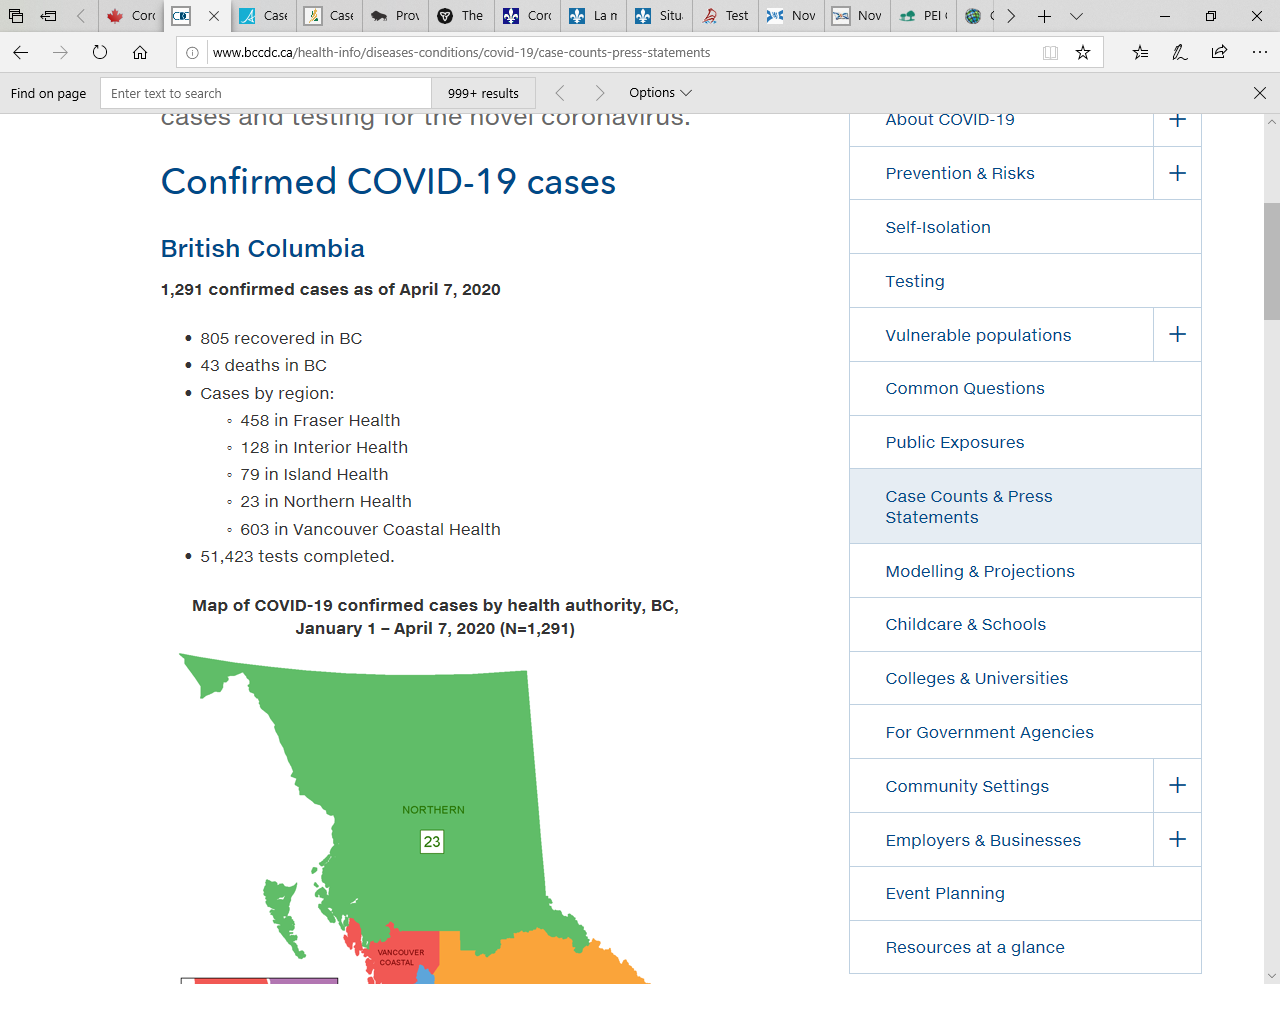 Corc
Case
Case
Prov
The
Corc
La m
Situ
Test
Nov
Nov
PEI
www.bccdc.ca/health-info/diseases-conditions/covid-19/case-counts-press-statements
Find on page
Enter text to search
999+ results
Options
cases and testing for the novel coronavirus.
Confirmed COVID-19 cases
British Columbia
1,291 confirmed cases as of April 7, 2020
• 805 recovered in BC
• 43 deaths in BC
• Cases by region:
◦ 458 in Fraser Health
◦ 128 in Interior Health
◦ 79 in Island Health
◦ 23 in Northern Health
◦ 603 in Vancouver Coastal Health
• 51,423 tests completed.
Map of COVID-19 confirmed cases by health authority, BC,
January 1 – April 7, 2020 (N=1,291)
NORTHERN
23
VANCOUVER
COASTAL
About COVID-19
Prevention & Risks
Self-Isolation
Testing
Vulnerable populations
Common Questions
Public Exposures
Case Counts & Press
Statements
Modelling & Projections
Childcare & Schools
Colleges & Universities
For Government Agencies
Community Settings
Employers & Businesses
Event Planning
Resources at a glance